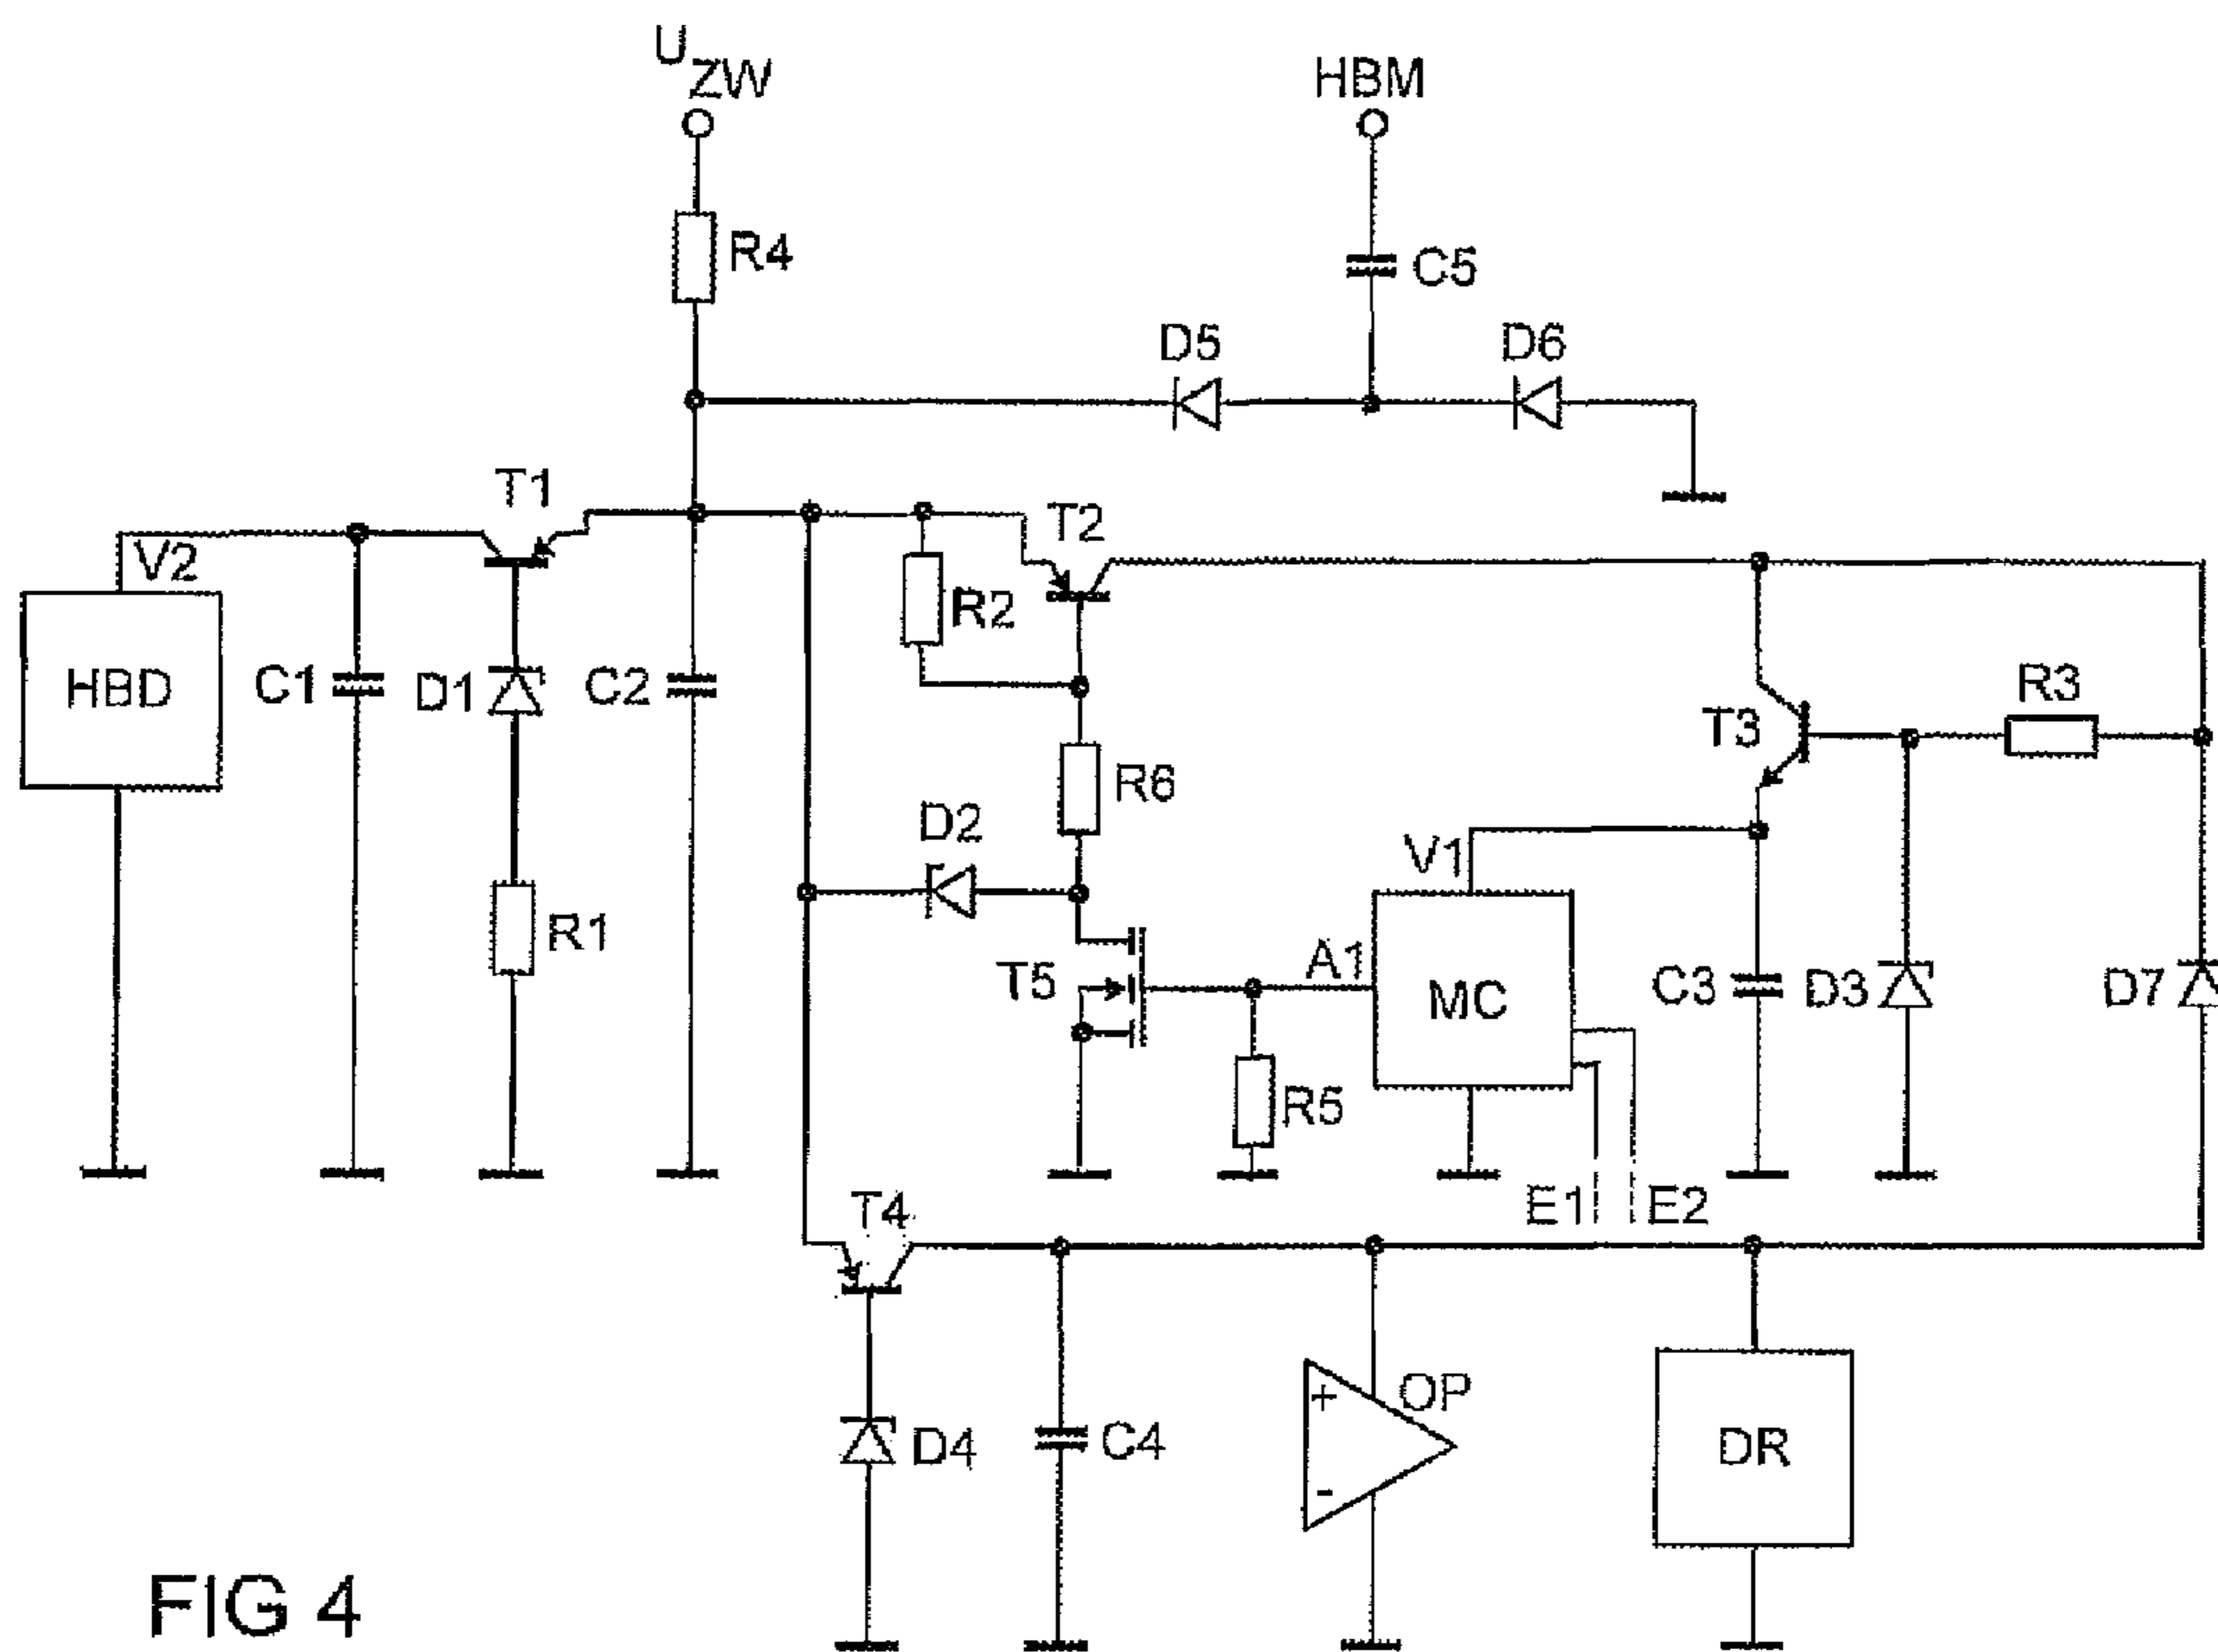 UZW
HBM
R4
C5
D5
D6
T1
T2
V2
R2
HBD
C1
D1
C2
R3
T3
R6
D2
V1
R1
A1
T5
MC
C3
D3
D7
R5
E1
E2
T4
OP
+
-
D4
C4
DR
FIG 4